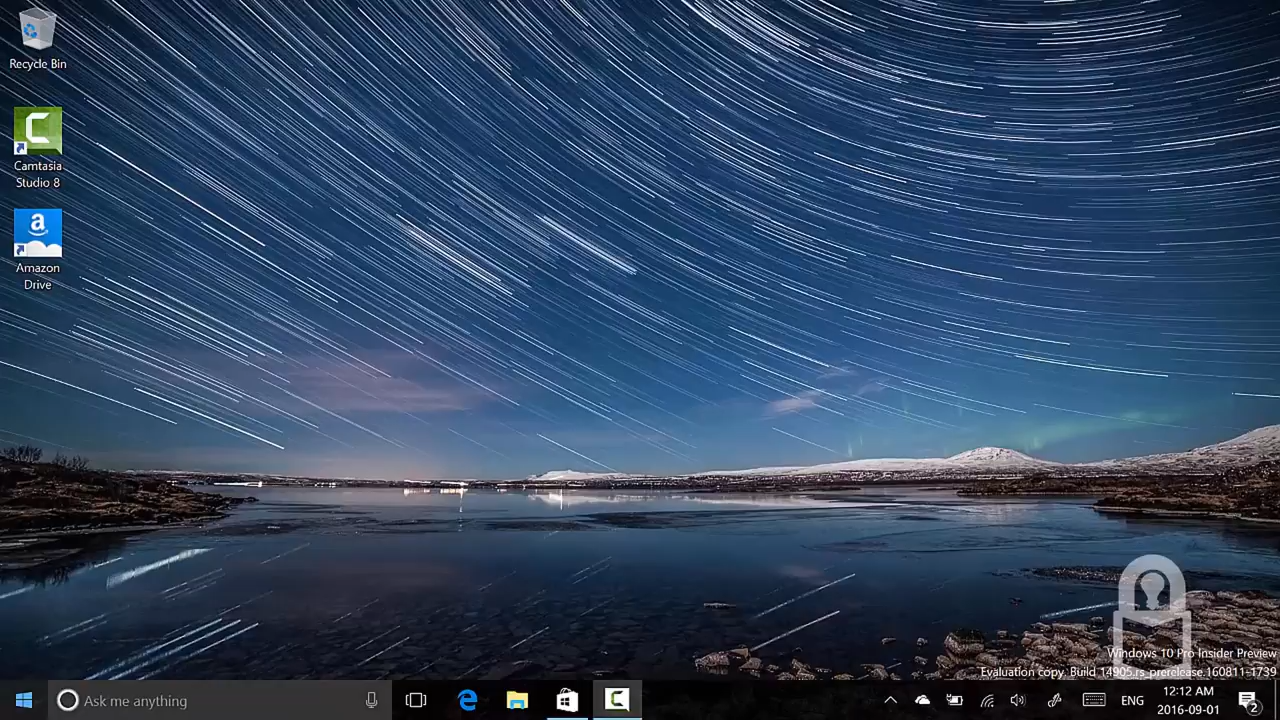 Recycle Bin
Camtasia
Studio 8
a
Amazon
Drive
Windows 10 Pro Insider Preview
Evaluation copy. Build 14905.rs_prerelease.160811-1739
Ask me anything
ENG
12:12 AM
2016-09-01
2